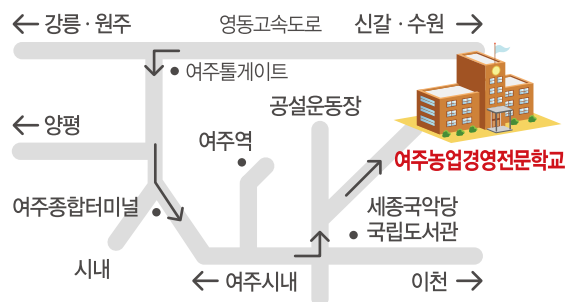 강릉 · 원주
영동고속도로
신갈 · 수원
여주톨게이트
공설운동장
양평
여주역
여주농업경영전문학교
여주종합터미널
세종국악당
국립도서관
시내
여주시내
이천